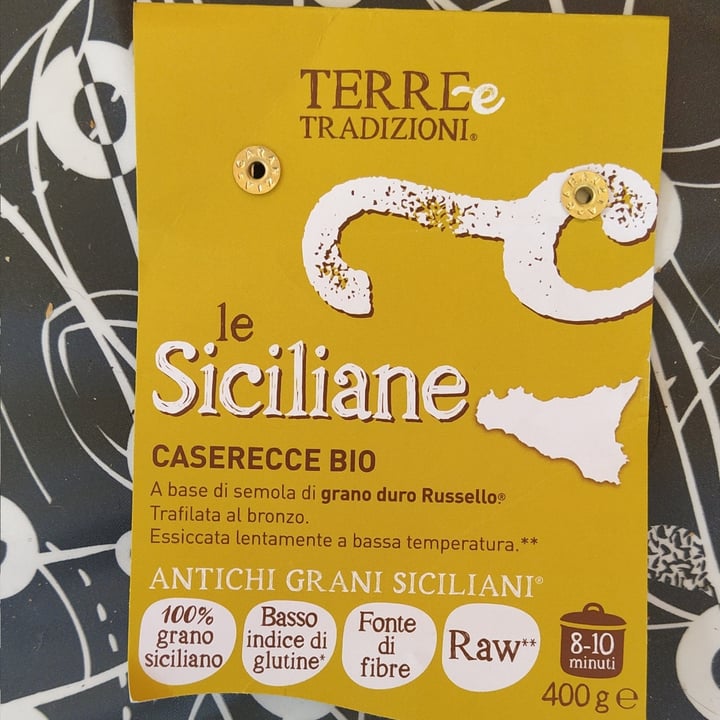 TERRE e
TRADIZIONI®
le
Siciliane
CASERECCE BIO
A base di semola di grano duro Russello®
Trafilata al bronzo.
Essiccata lentamente a bassa temperatura.**
ANTICHI GRANI SICILIANI®
100%
grano
siciliano
Basso
indice di
glutine*
Fonte
di
fibre
Raw**
8-10
minuti
400 g ℮